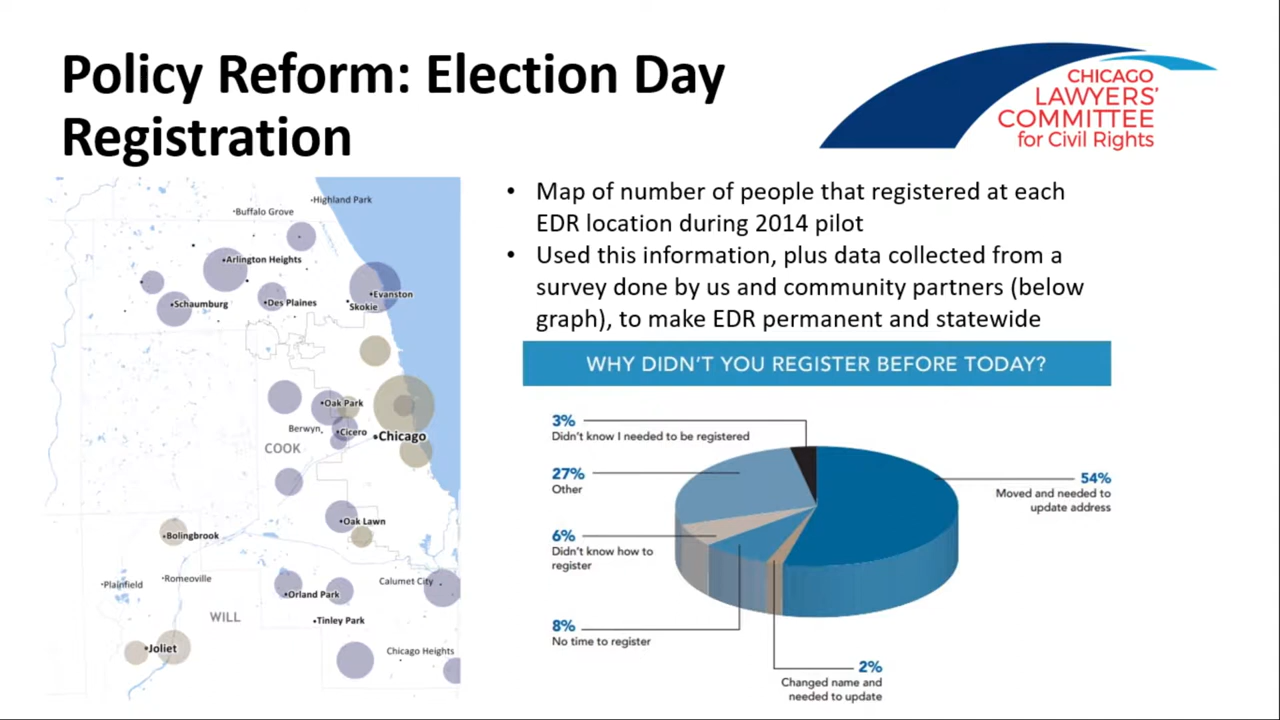 Policy Reform: Election Day
Registration
CHICAGO
LAWYERS'
COMMITTEE
for Civil Rights
•Highland Park
•Buffalo Grove
•Arlington Heights
•Schaumburg
•Des Plaines
•Evanston
Skokie
•Oak Park
Berwyn
•Cicero
•Chicago
COOK
•Oak Lawn
•Bolingbrook
•Plainfield
•Romeoville
Calumet City
•Orland Park
WILL
•Tinley Park
•Joliet
Chicago Heights
• Map of number of people that registered at each
EDR location during 2014 pilot
• Used this information, plus data collected from a
survey done by us and community partners (below
graph), to make EDR permanent and statewide
WHY DIDN'T YOU REGISTER BEFORE TODAY?
3%
Didn't know I needed to be registered
27%
Other
6%
Didn't know how to
register
8%
No time to register
54%
Moved and needed to
update address
2%
Changed name and
needed to update